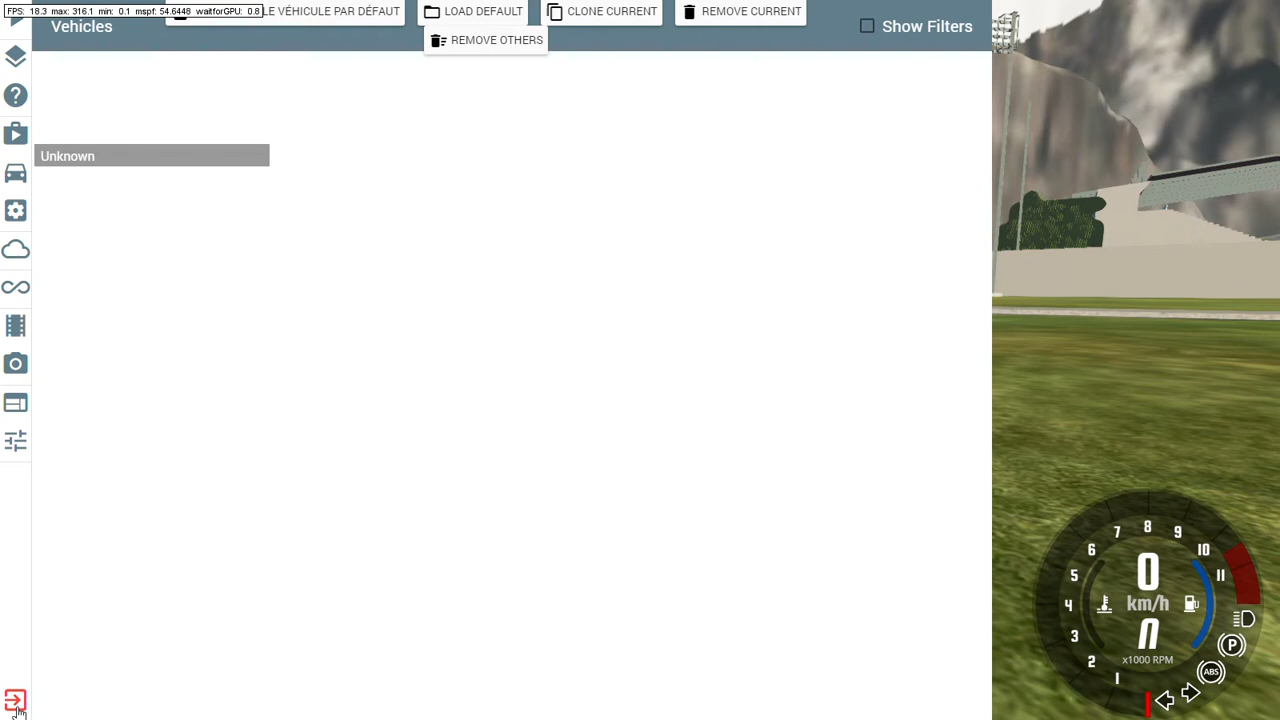 FPS: 18.3 max: 316.1 min: 0.1 mspf: 54.6448 waitforGPU: 0.8
LE VÉHICULE PAR DÉFAUT
LOAD DEFAULT
CLONE CURRENT
REMOVE CURRENT
Vehicles
REMOVE OTHERS
Show Filters
Unknown
8
7
9
6
10
5
0
11
4
km/h
3
n
P
2
x1000 RPM
ABS
1